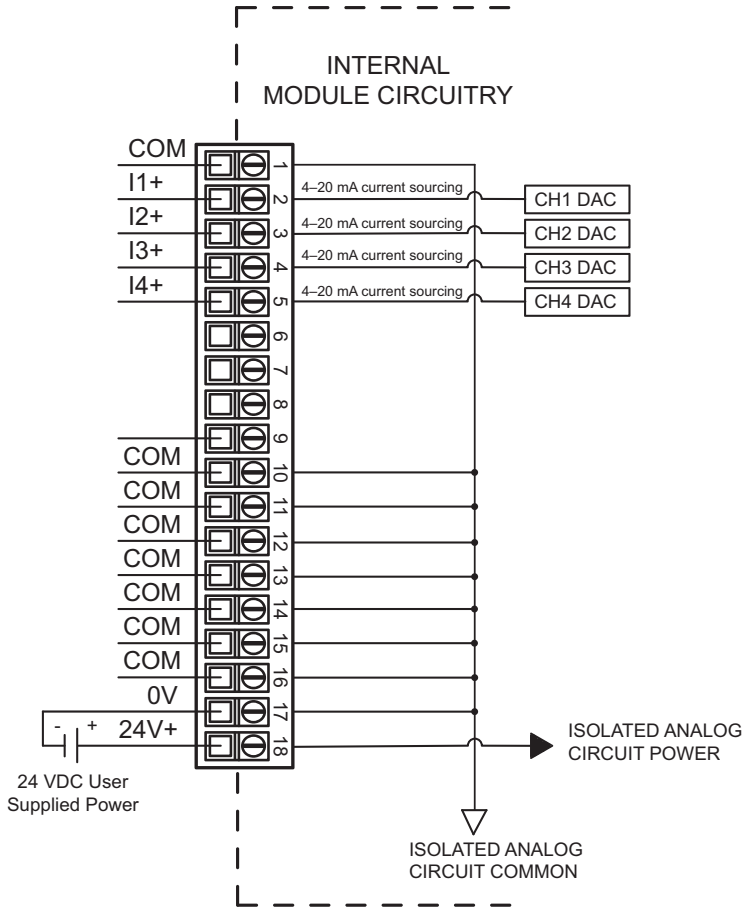 INTERNAL
MODULE CIRCUITRY
COM
1
I1+
2
4–20 mA current sourcing
CH1 DAC
I2+
3
4–20 mA current sourcing
CH2 DAC
I3+
4
4–20 mA current sourcing
CH3 DAC
I4+
5
4–20 mA current sourcing
CH4 DAC
6
7
8
9
COM
10
COM
11
COM
12
COM
13
COM
14
COM
15
COM
16
0V
17
- + 24V+
18
24 VDC User
Supplied Power
ISOLATED ANALOG
CIRCUIT POWER
ISOLATED ANALOG
CIRCUIT COMMON